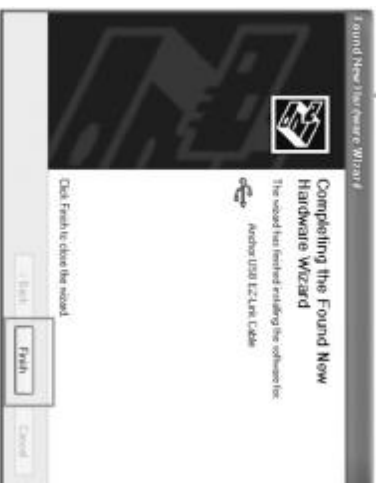 Found New Hardware Wizard
Completing the Found New
Hardware Wizard
The wizard has finished installing the software for:
Anchor USB EZ-Link Cable
Click Finish to close the wizard.
< Back
Finish
Cancel